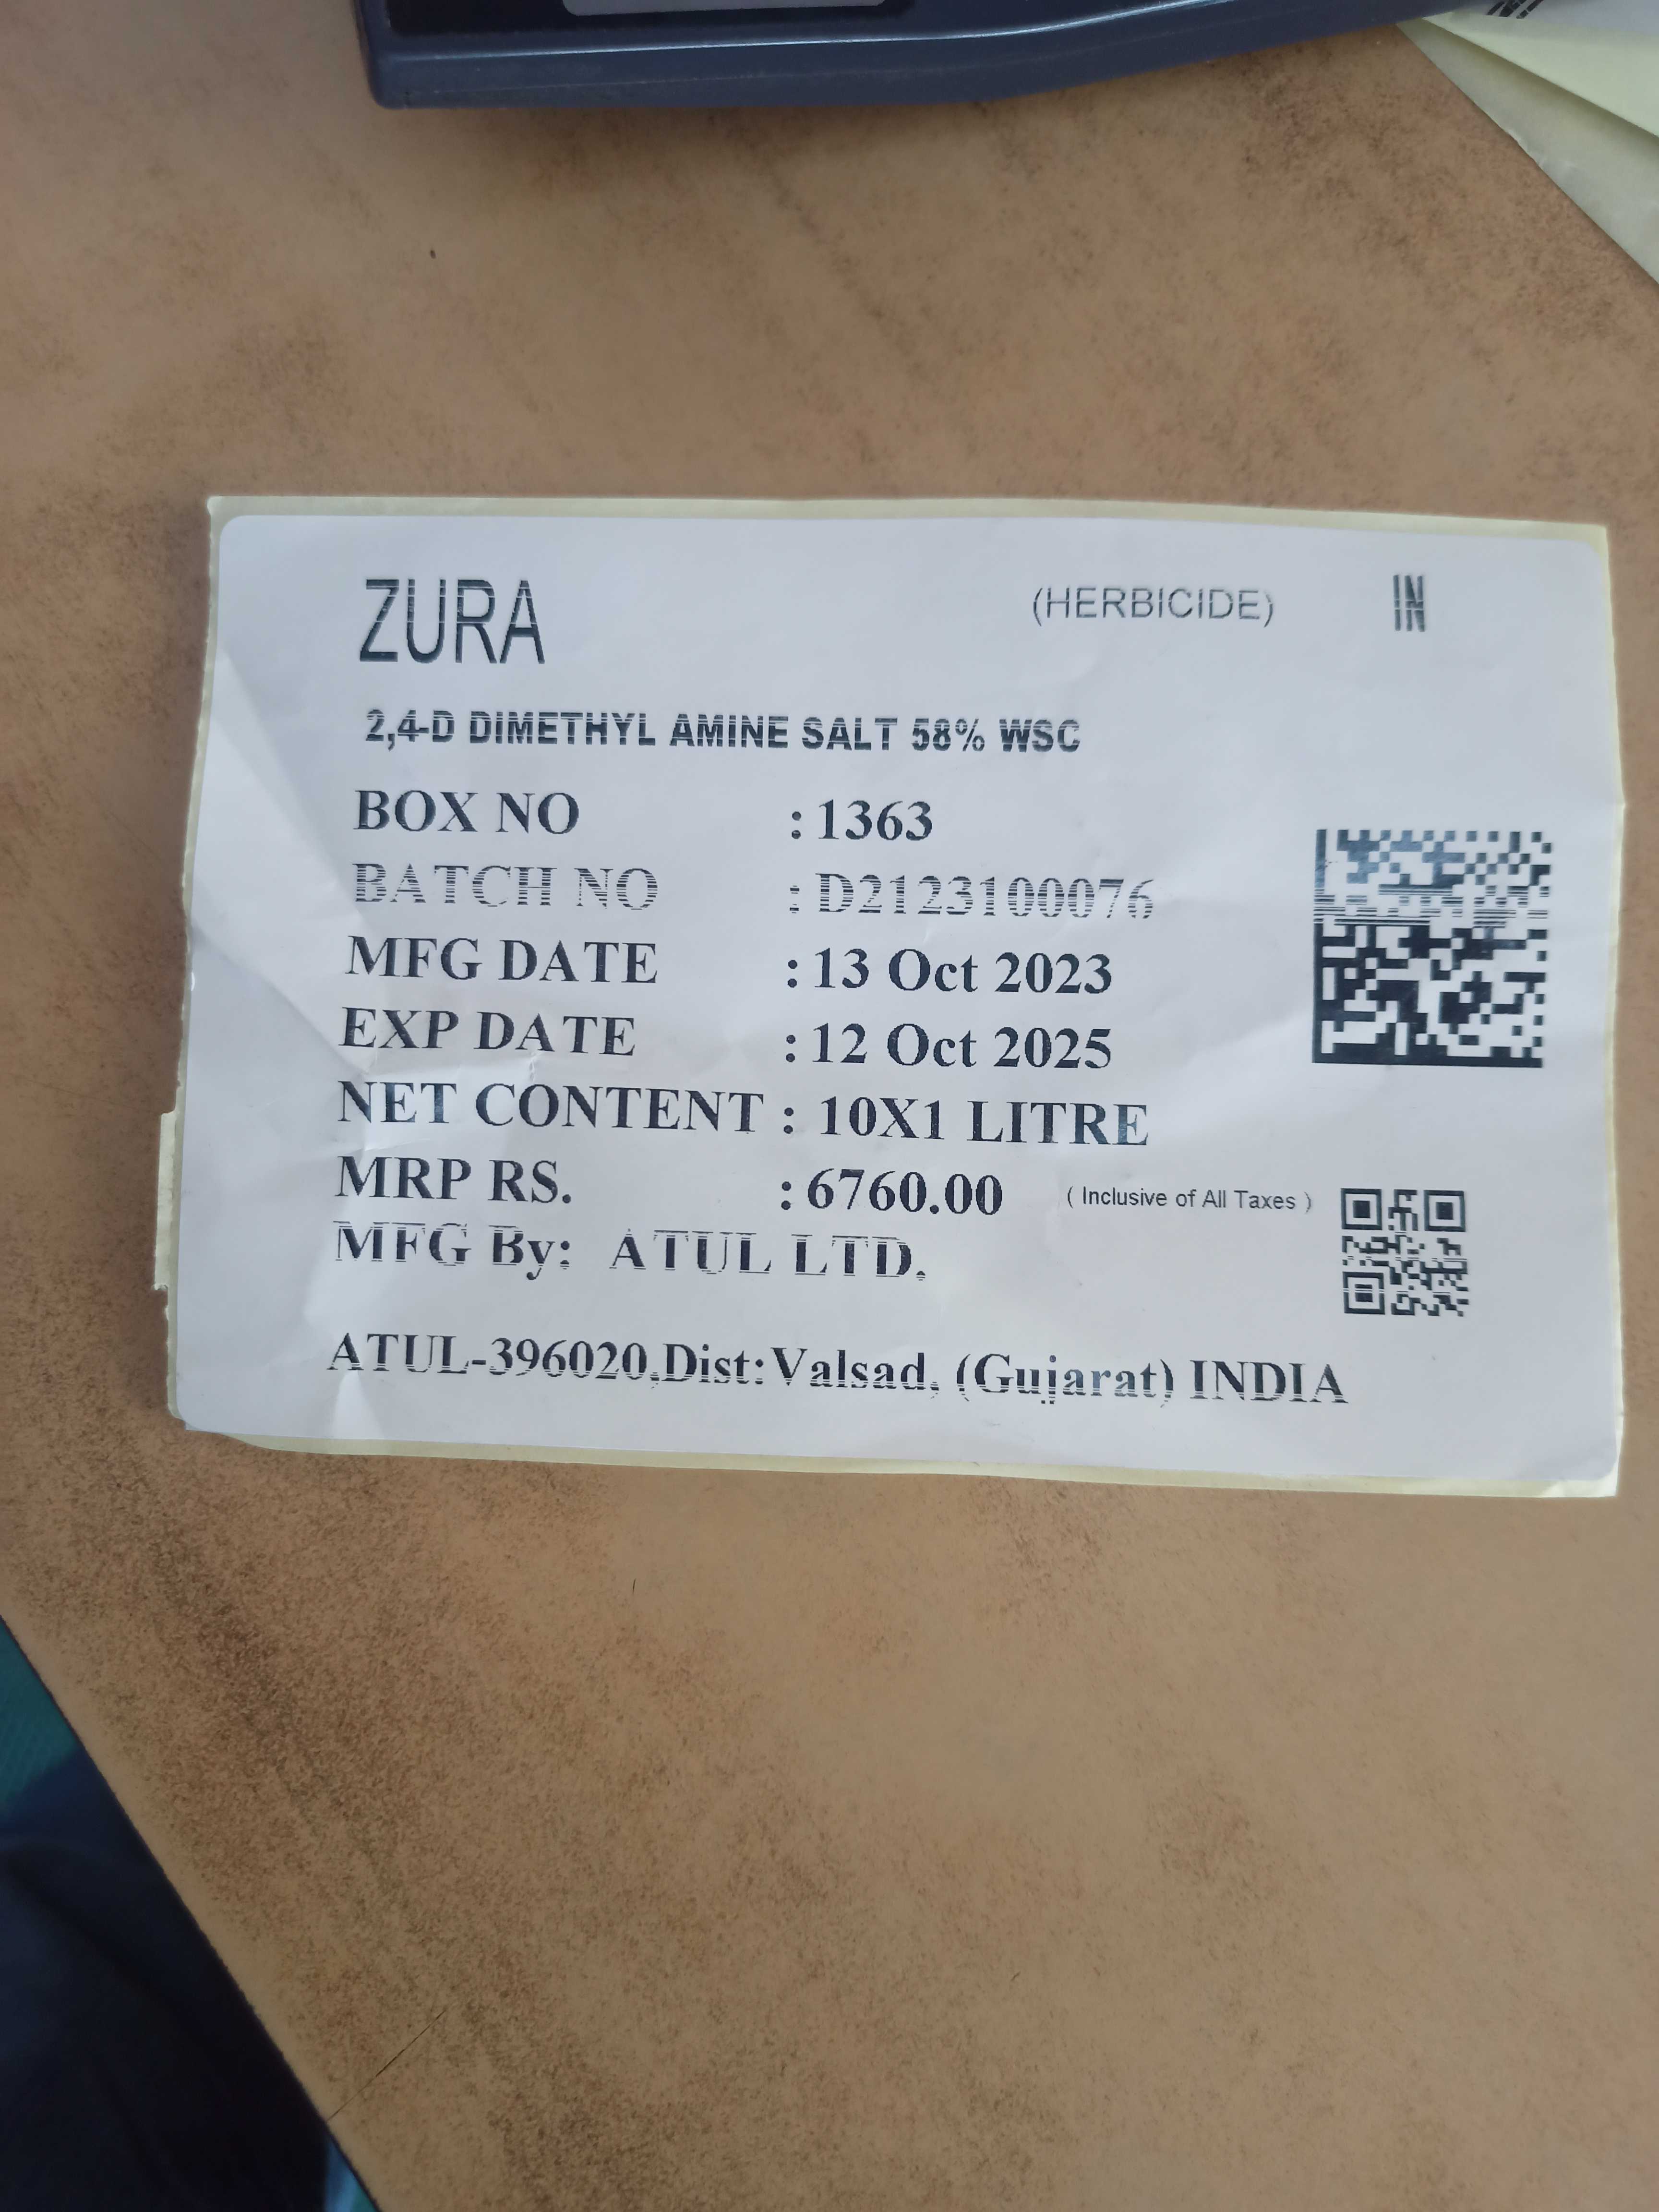 ZURA (HERBICIDE) IN
2,4-D DIMETHYL AMINE SALT 58% WSC
BOX NO : 1363
BATCH NO : D2123100076
MFG DATE : 13 Oct 2023
EXP DATE : 12 Oct 2025
NET CONTENT : 10X1 LITRE
MRP RS. : 6760.00 ( Inclusive of All Taxes )
MFG By: ATUL LTD.
ATUL-396020,Dist:Valsad, (Gujarat) INDIA